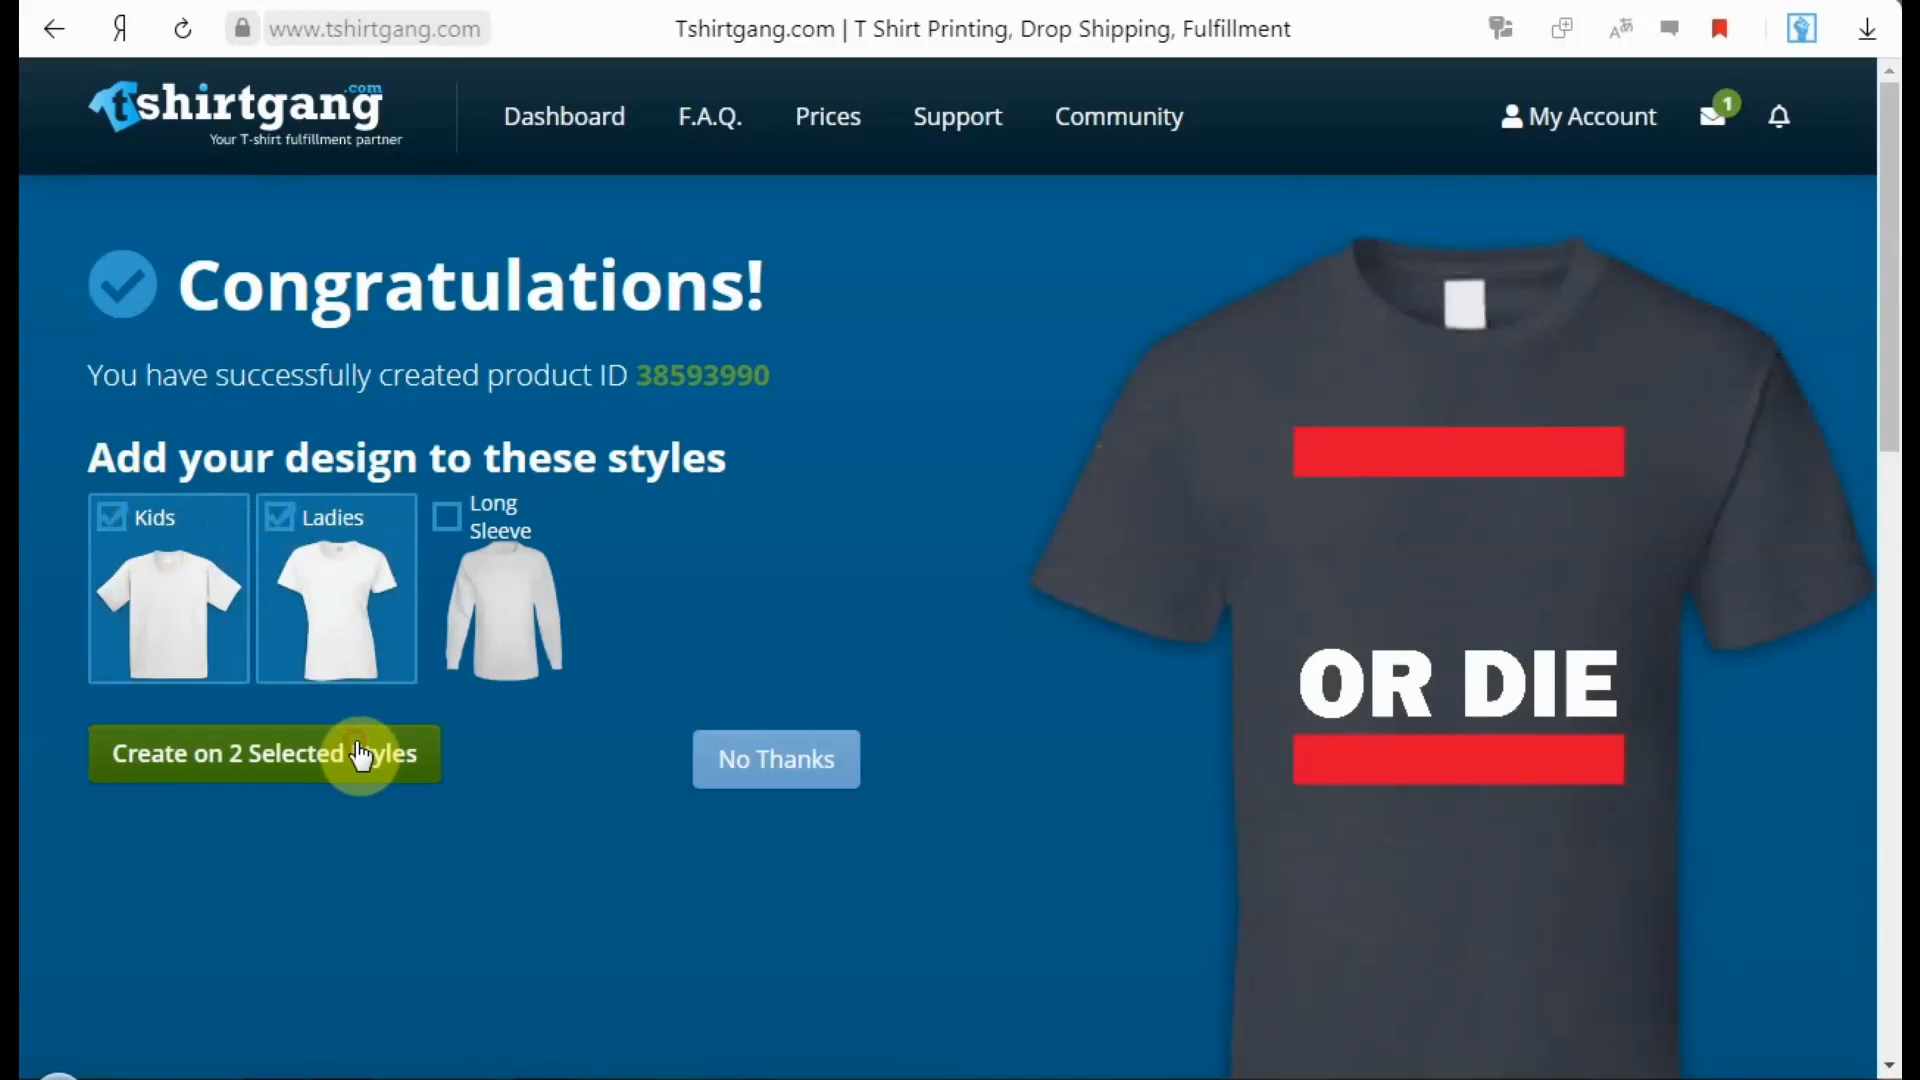 Я
www.tshirtgang.com
Tshirtgang.com | T Shirt Printing, Drop Shipping, Fulfillment
tshirtgang.com
Your T-shirt fulfillment partner
Dashboard
F.A.Q.
Prices
Support
Community
My Account
1
Congratulations!
You have successfully created product ID 38593990
Add your design to these styles
Kids
Ladies
Long
Sleeve
Create on 2 Selected Styles
No Thanks
OR DIE